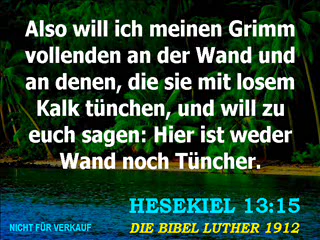 Also will ich meinen Grimm
vollenden an der Wand und
an denen, die sie mit losem
Kalk tünchen, und will zu
euch sagen: Hier ist weder
Wand noch Tüncher.
HESEKIEL 13:15
NICHT FÜR VERKAUF
DIE BIBEL LUTHER 1912